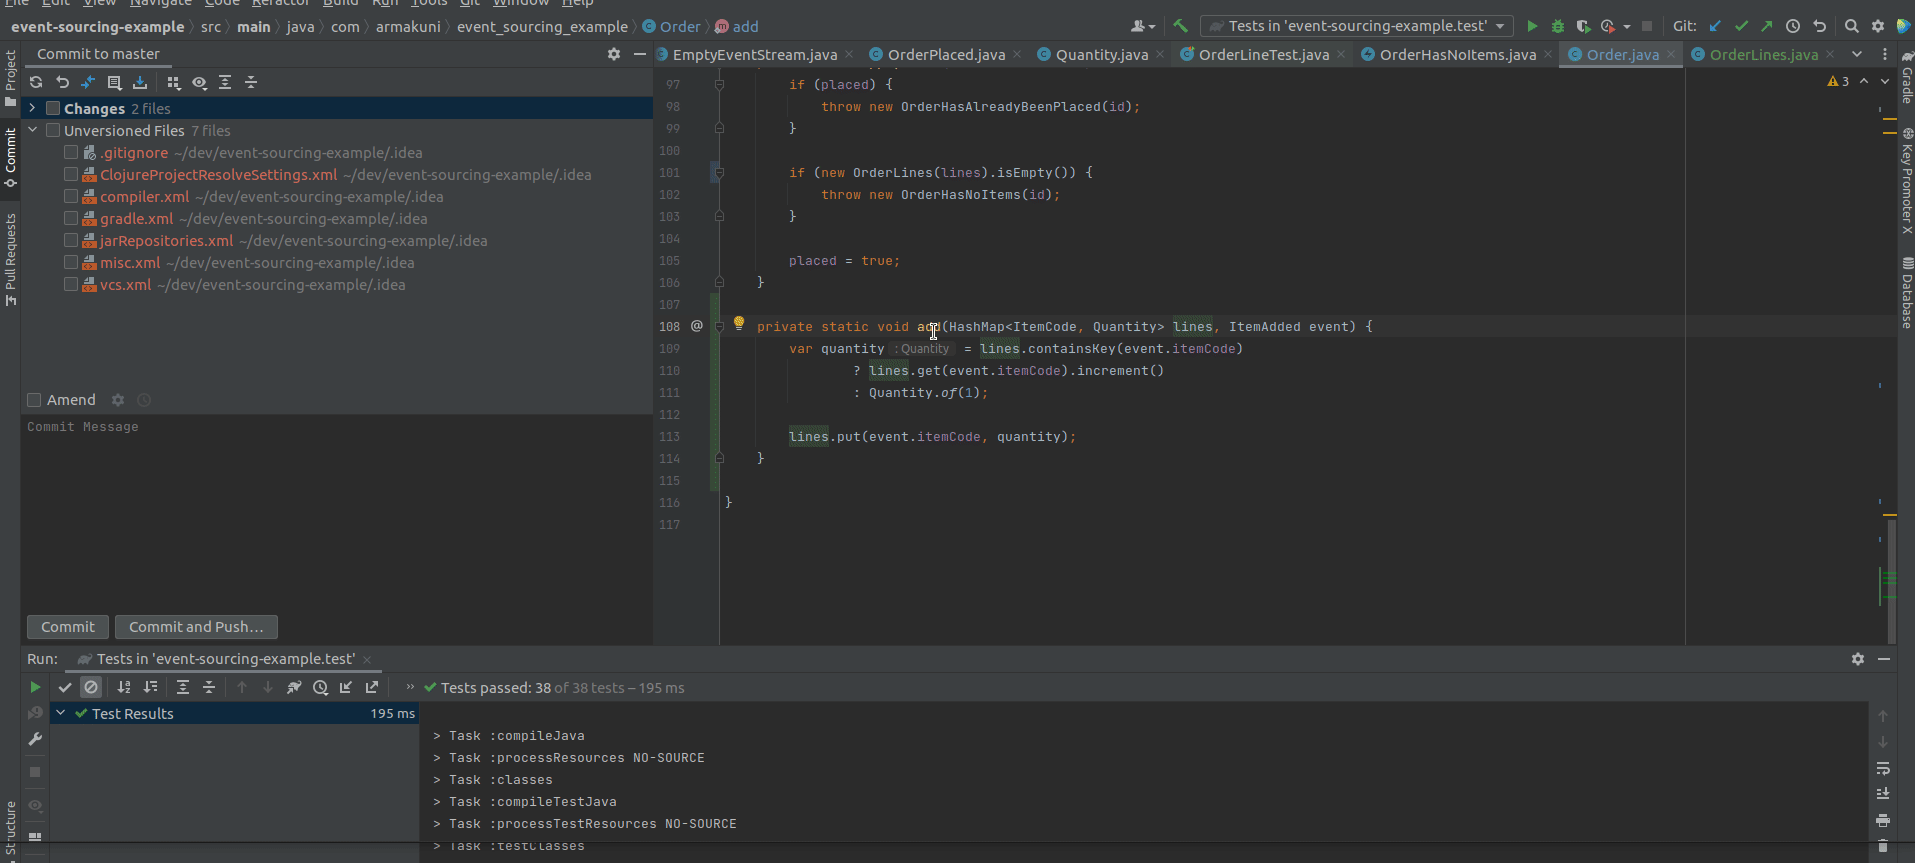 File Edit View Navigate Code Refactor Build Run Tools Git Window Help
event-sourcing-example > src > main > java > com > armakuni > event_sourcing_example > Order > add
Tests in 'event-sourcing-example.test'
Git:
Commit to master
EmptyEventStream.java
OrderPlaced.java
Quantity.java
OrderLineTest.java
OrderHasNoItems.java
Order.java
OrderLines.java
Project
Commit
Pull Requests
Structure
Changes 2 files
Unversioned Files 7 files
.gitignore ~/dev/event-sourcing-example/.idea
ClojureProjectResolveSettings.xml ~/dev/event-sourcing-example/.idea
compiler.xml ~/dev/event-sourcing-example/.idea
gradle.xml ~/dev/event-sourcing-example/.idea
jarRepositories.xml ~/dev/event-sourcing-example/.idea
misc.xml ~/dev/event-sourcing-example/.idea
vcs.xml ~/dev/event-sourcing-example/.idea
Amend
Commit Message
Commit
Commit and Push...
97 if (placed) {
98 throw new OrderHasAlreadyBeenPlaced(id);
99 }
100
101 if (new OrderLines(lines).isEmpty()) {
102 throw new OrderHasNoItems(id);
103 }
104
105 placed = true;
106 }
107
108 @ private static void add(HashMap<ItemCode, Quantity> lines, ItemAdded event) {
109 var quantity : Quantity = lines.containsKey(event.itemCode)
110 ? lines.get(event.itemCode).increment()
111 : Quantity.of(1);
112
113 lines.put(event.itemCode, quantity);
114 }
115
116 }
117
3
Gradle
Key Promoter X
Database
Run: Tests in 'event-sourcing-example.test'
Tests passed: 38 of 38 tests – 195 ms
Test Results 195 ms
> Task :compileJava
> Task :processResources NO-SOURCE
> Task :classes
> Task :compileTestJava
> Task :processTestResources NO-SOURCE
> Task :testClasses